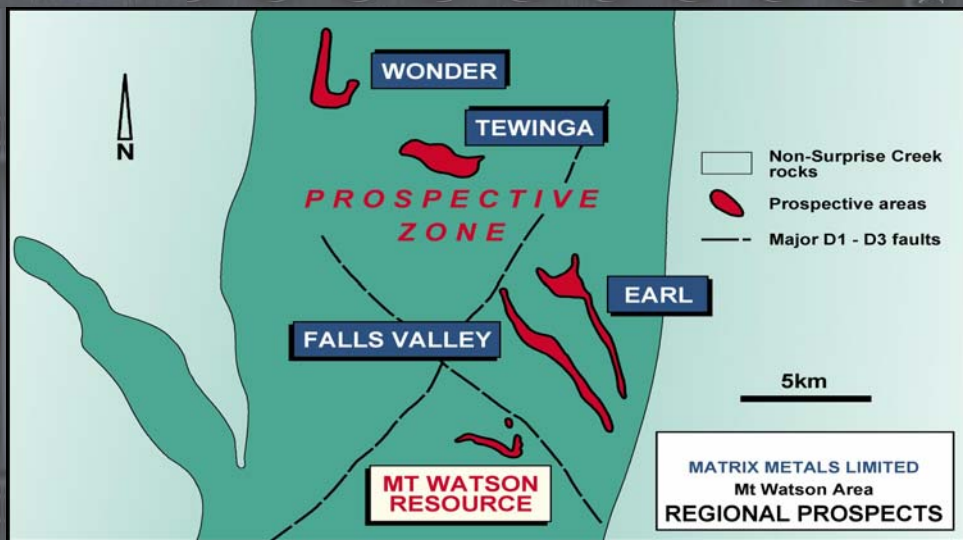 WONDER
TEWINGA
N
PROSPECTIVE
ZONE
Non-Surprise Creek
rocks
Prospective areas
Major D1 - D3 faults
EARL
FALLS VALLEY
5km
MT WATSON
RESOURCE
MATRIX METALS LIMITED
Mt Watson Area
REGIONAL PROSPECTS